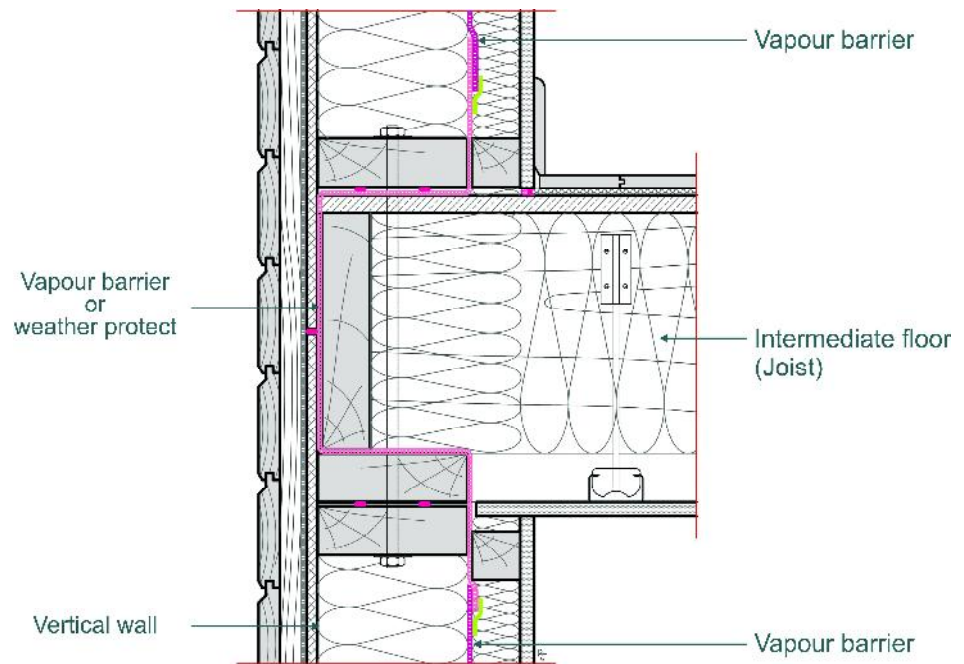 Vapour barrier
Vapour barrier
or
weather protect
Intermediate floor
(Joist)
Vertical wall
Vapour barrier